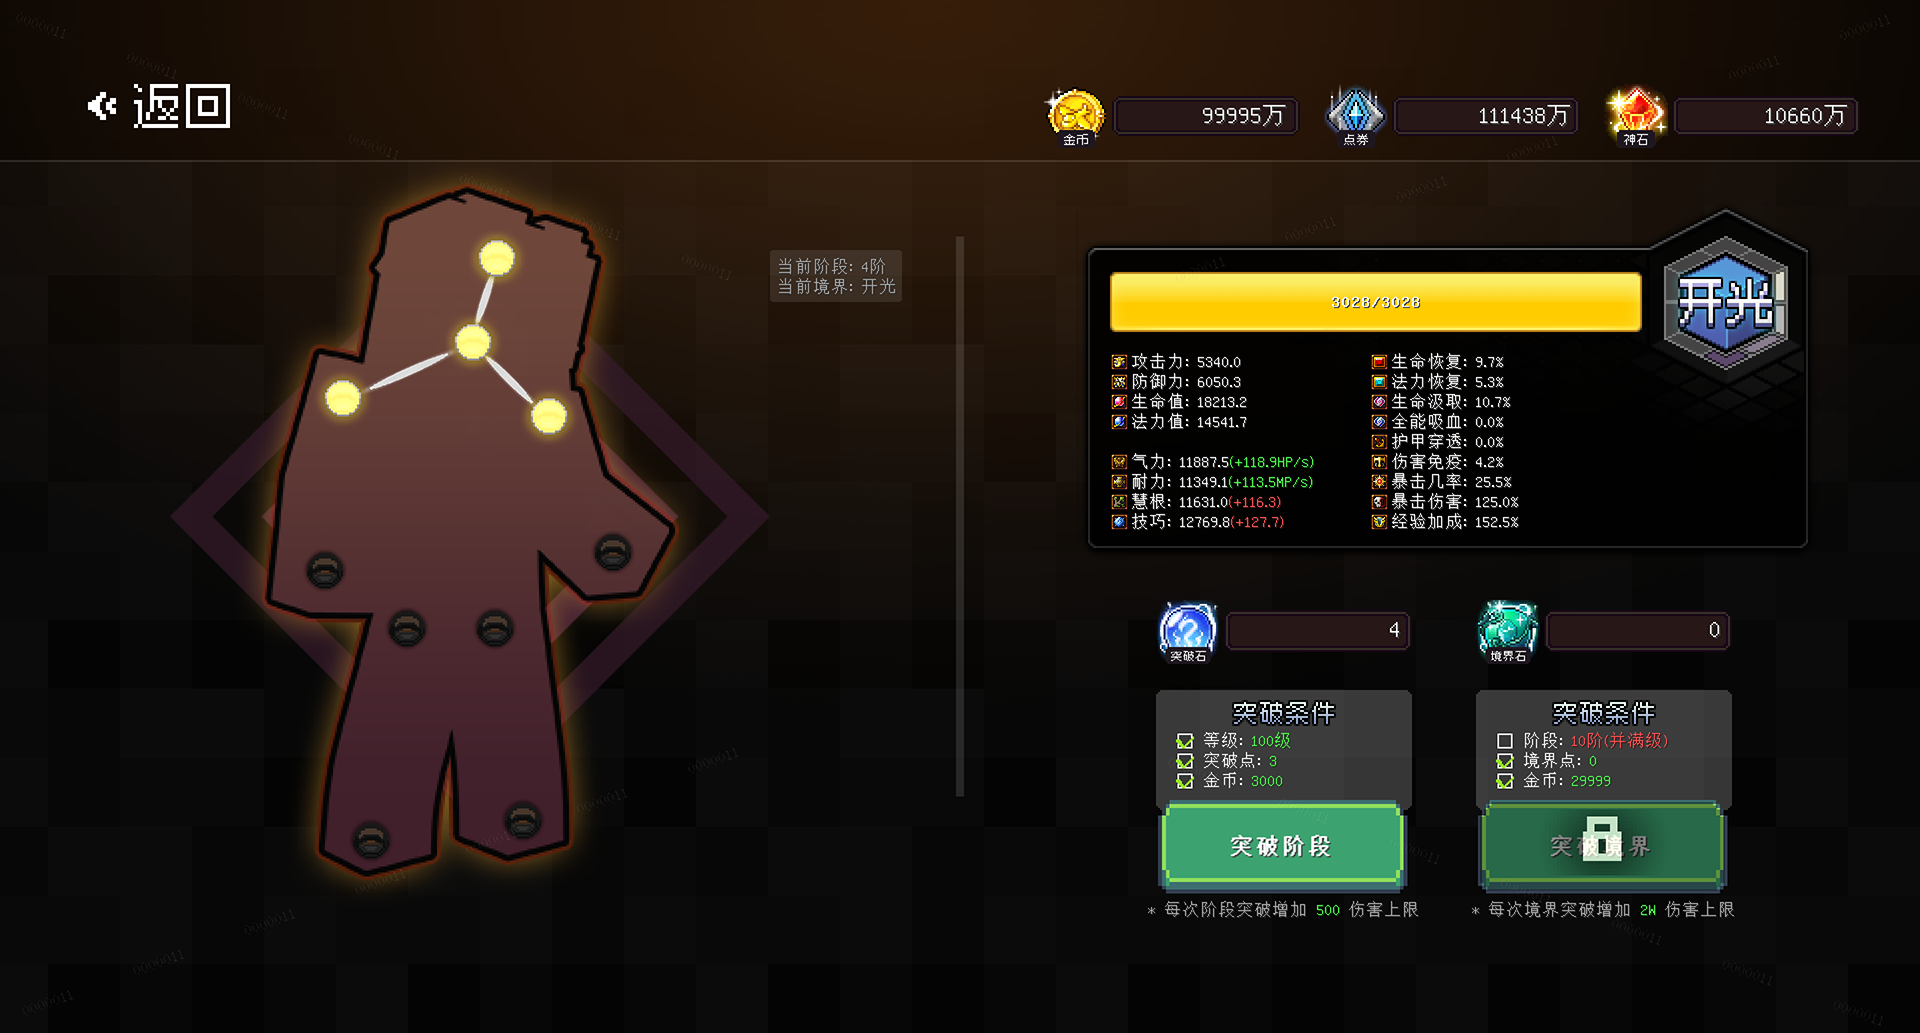 返回
99995万
金币
111438万
点券
10660万
神石
当前阶段: 4阶
当前境界: 开光
3028/3028
开光
攻击力: 5340.0
防御力: 6050.3
生命值: 18213.2
法力值: 14541.7
气力: 11887.5(+118.9HP/s)
耐力: 11349.1(+113.5MP/s)
慧根: 11631.0(+116.3)
技巧: 12769.8(+127.7)
生命恢复: 9.7%
法力恢复: 5.3%
生命汲取: 10.7%
全能吸血: 0.0%
护甲穿透: 0.0%
伤害免疫: 4.2%
暴击几率: 25.5%
暴击伤害: 125.0%
经验加成: 152.5%
突破石
4
境界石
0
突破条件
等级: 100级
突破点: 3
金币: 3000
突破阶段
* 每次阶段突破增加 500 伤害上限
突破条件
阶段: 10阶(并满级)
境界点: 0
金币: 29999
突破境界
* 每次境界突破增加 2W 伤害上限
0000011